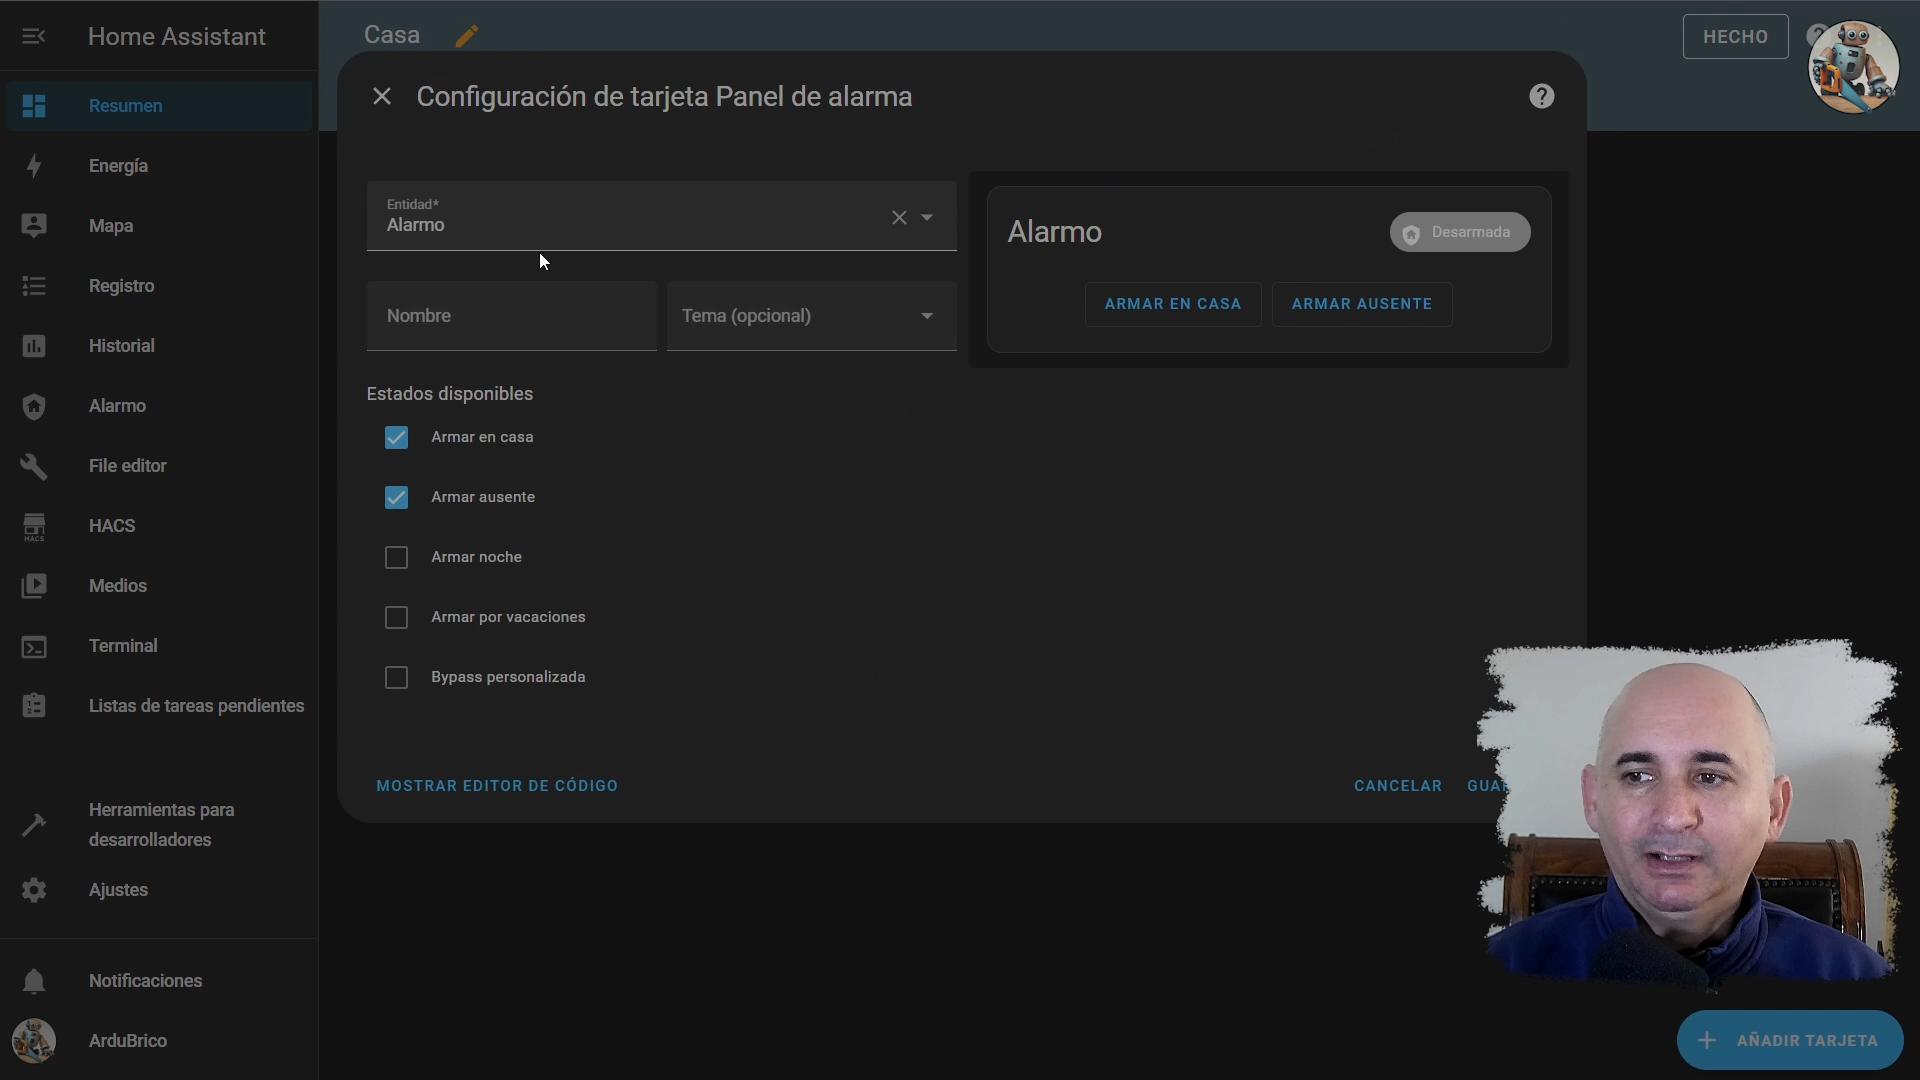 Home Assistant
Resumen
Energía
Mapa
Registro
Historial
Alarmo
File editor
HACS
HACS
Medios
Terminal
Listas de tareas pendientes
Herramientas para
desarrolladores
Ajustes
Notificaciones
ArduBrico
Casa
HECHO
Configuración de tarjeta Panel de alarma
Entidad*
Alarmo
Nombre
Tema (opcional)
Estados disponibles
Armar en casa
Armar ausente
Armar noche
Armar por vacaciones
Bypass personalizada
MOSTRAR EDITOR DE CÓDIGO
Alarmo
Desarmada
ARMAR EN CASA
ARMAR AUSENTE
CANCELAR
AÑADIR TARJETA